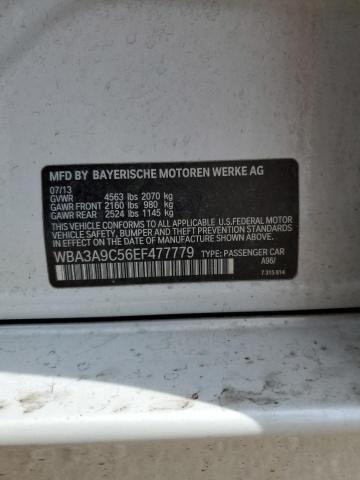 MFD BY BAYERISCHE MOTOREN WERKE AG
07/13
GVWR 4563 lbs 2070 kg
GAWR FRONT 2160 lbs 980 kg
GAWR REAR 2524 lbs 1145 kg
THIS VEHICLE CONFORMS TO ALL APPLICABLE U.S.FEDERAL MOTOR
VEHICLE SAFETY, BUMPER, AND THEFT PREVENTION STANDARDS IN
EFFECT ON THE DATE OF MANUFACTURE SHOWN ABOVE.
WBA3A9C56EF477779 TYPE: PASSENGER CAR
A96/
7 315 814